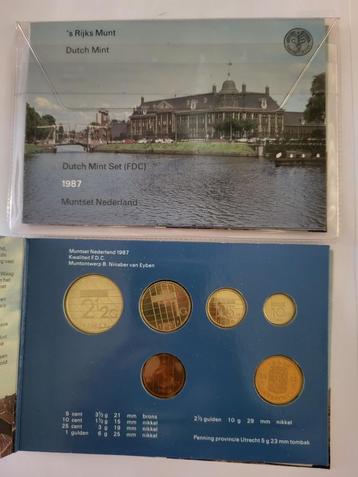 's Rijks Munt
Dutch Mint
Dutch Mint Set (FDC)
1987
Muntset Nederland
Muntset Nederland 1987
Kwaliteit F.D.C.
Muntontwerp B. Ninaber van Eyben
2½G
5 cent 3½ g 21 mm brons
10 cent 1½ g 15 mm nikkel
25 cent 3 g 19 mm nikkel
1 gulden 6 g 25 mm nikkel
2½ gulden 10 g 29 mm nikkel
Penning provincie Utrecht 5 g 23 mm tombak